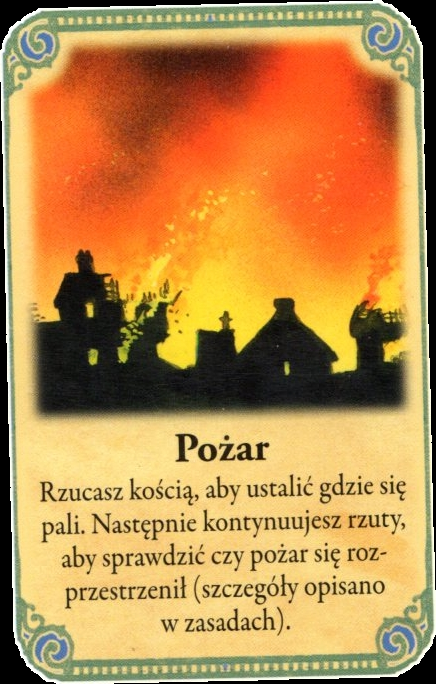 Pożar
Rzucasz kością, aby ustalić gdzie się
pali. Następnie kontynuujesz rzuty,
aby sprawdzić czy pożar się roz-
przestrzenił (szczegóły opisano
w zasadach).